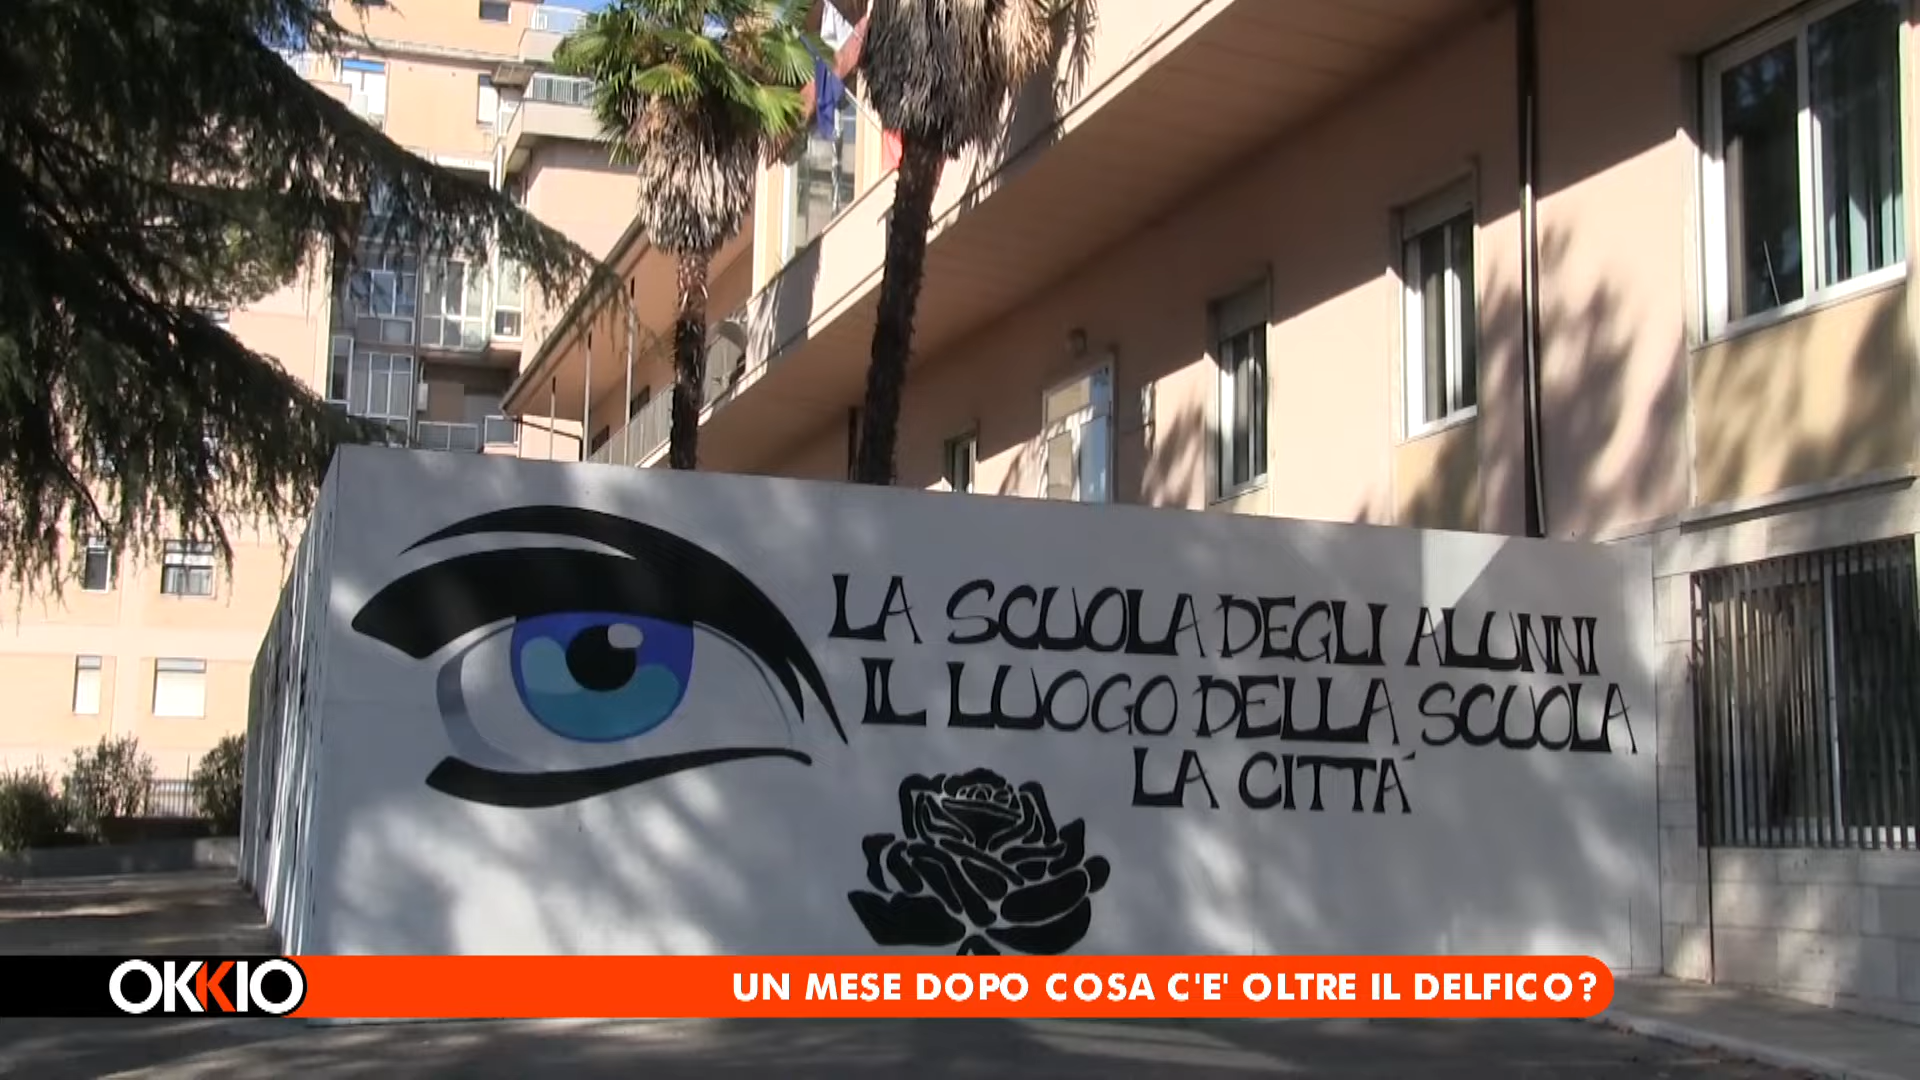 LA SCUOLA DEGLI ALUNNI
IL LUOGO DELLA SCUOLA
LA CITTÁ
OKKIO
UN MESE DOPO COSA C'E' OLTRE IL DELFICO?